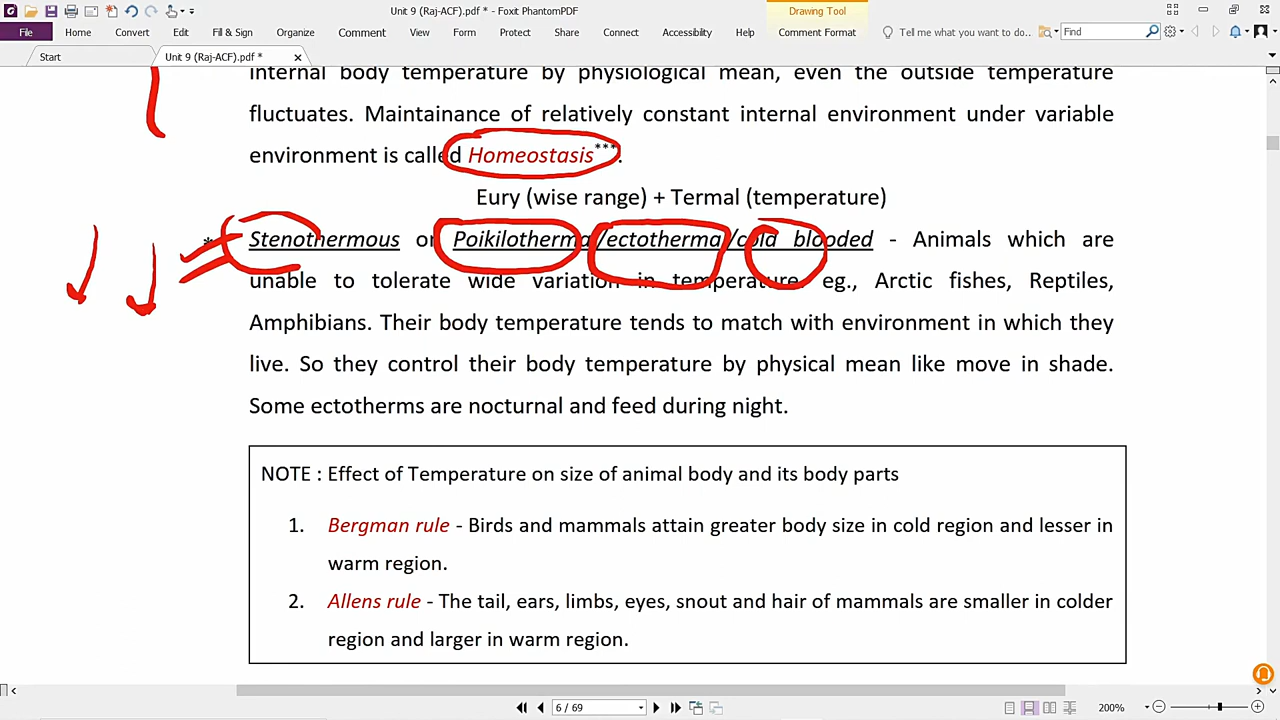 Unit 9 (Raj-ACF).pdf * - Foxit PhantomPDF
Drawing Tool
File Home Convert Edit Fill & Sign Organize Comment View Form Protect Share Connect Accessibility Help Comment Format Tell me what you want to do... Find
Start Unit 9 (Raj-ACF).pdf *
internal body temperature by physiological mean, even the outside temperature
fluctuates. Maintainance of relatively constant internal environment under variable
environment is called Homeostasis***.
Eury (wise range) + Termal (temperature)
* Stenothermous or Poikilotherma/ectotherma/cold blooded - Animals which are
unable to tolerate wide variation in temperature. eg., Arctic fishes, Reptiles,
Amphibians. Their body temperature tends to match with environment in which they
live. So they control their body temperature by physical mean like move in shade.
Some ectotherms are nocturnal and feed during night.
NOTE : Effect of Temperature on size of animal body and its body parts
1. Bergman rule - Birds and mammals attain greater body size in cold region and lesser in
warm region.
2. Allens rule - The tail, ears, limbs, eyes, snout and hair of mammals are smaller in colder
region and larger in warm region.
6 / 69
200%